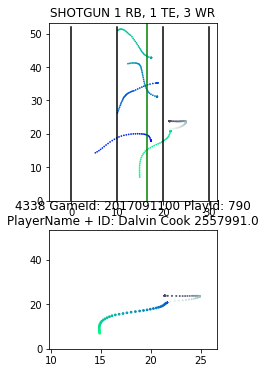 SHOTGUN 1 RB, 1 TE, 3 WR
50
40
30
20
10
0
0 10 20 30
4338 GameId: 2017091100 PlayId: 790
PlayerName + ID: Dalvin Cook 2557991.0
40
20
0
10 15 20 25